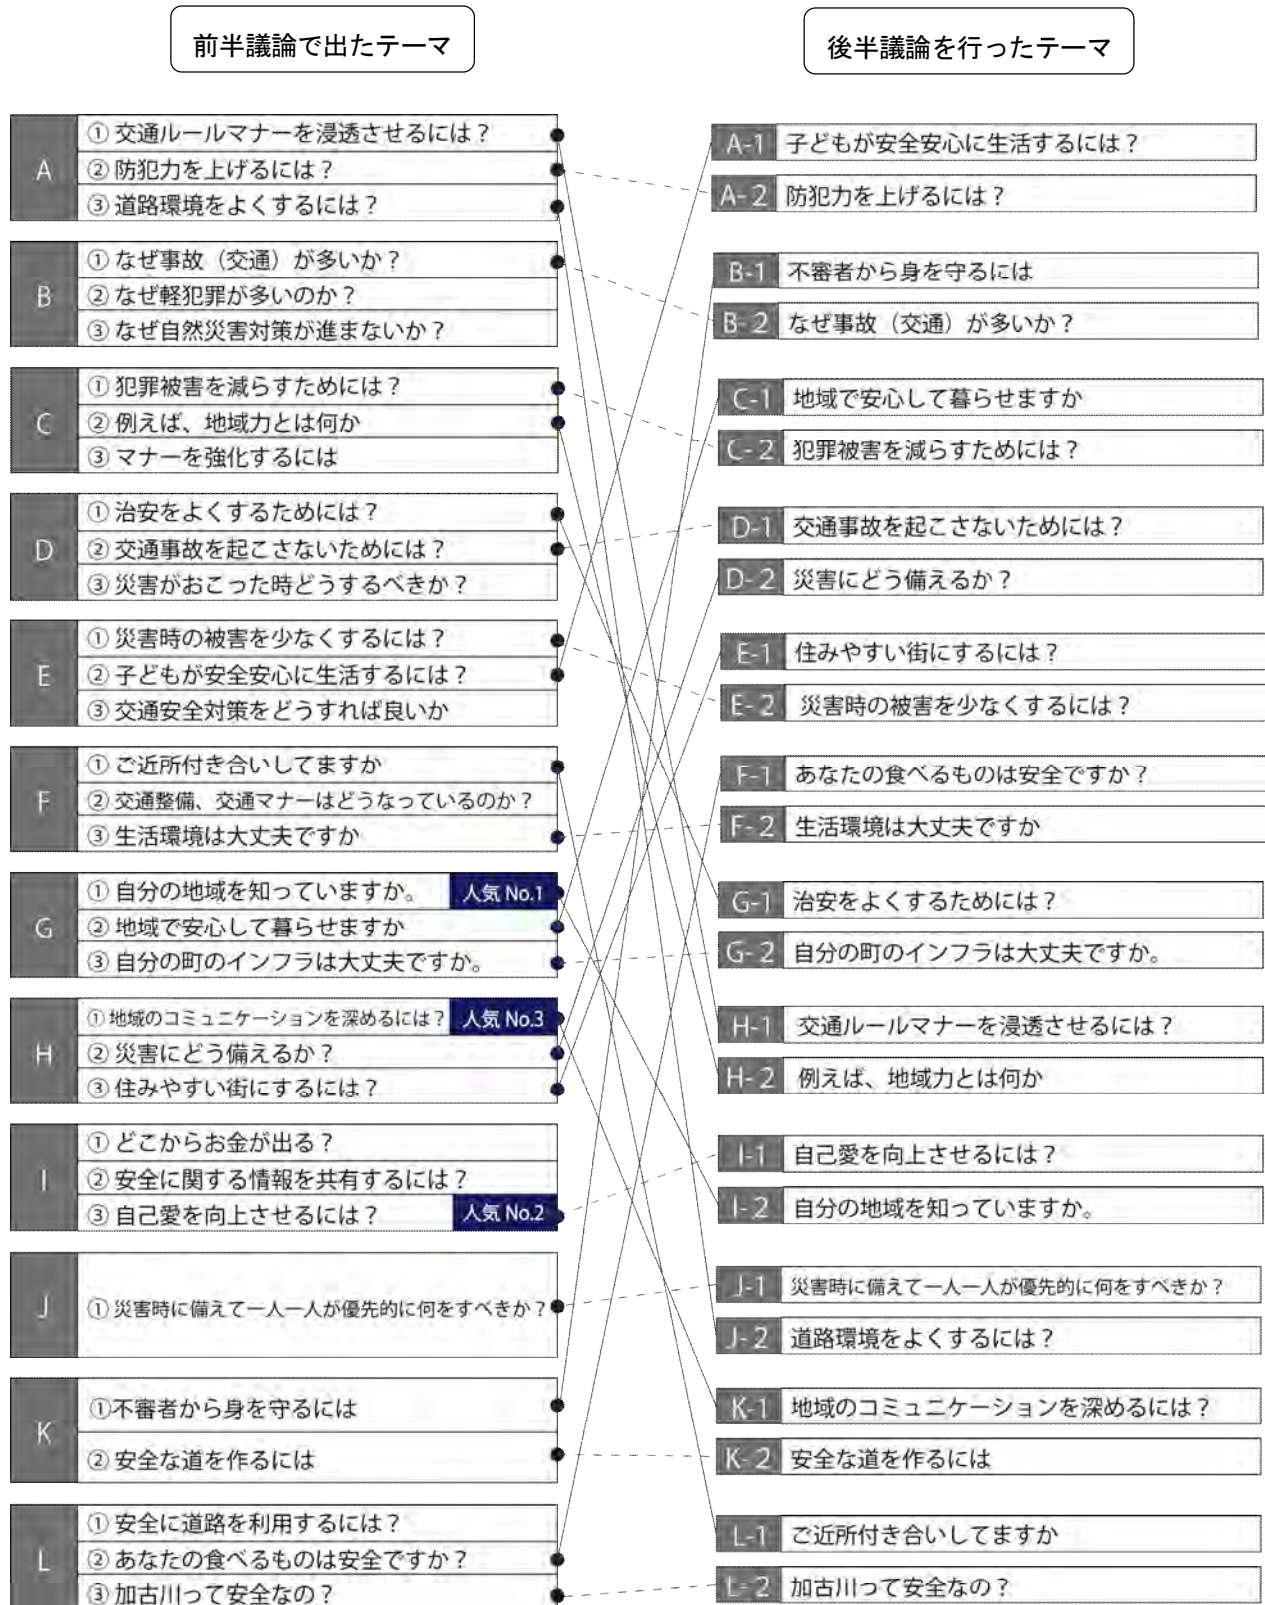 前半議論で出たテーマ
後半議論を行ったテーマ
A
① 交通ルールマナーを浸透させるには？
② 防犯力を上げるには？
③ 道路環境をよくするには？
B
① なぜ事故（交通）が多いか？
② なぜ軽犯罪が多いのか？
③ なぜ自然災害対策が進まないか？
C
① 犯罪被害を減らすためには？
② 例えば、地域力とは何か
③ マナーを強化するには
D
① 治安をよくするためには？
② 交通事故を起こさないためには？
③ 災害がおこった時どうするべきか？
E
① 災害時の被害を少なくするには？
② 子どもが安全安心に生活するには？
③ 交通安全対策をどうすれば良いか
F
① ご近所付き合いしてますか
② 交通整備、交通マナーはどうなっているのか？
③ 生活環境は大丈夫ですか
G
① 自分の地域を知っていますか。 人気 No.1
② 地域で安心して暮らせますか
③ 自分の町のインフラは大丈夫ですか。
H
① 地域のコミュニケーションを深めるには？ 人気 No.3
② 災害にどう備えるか？
③ 住みやすい街にするには？
I
① どこからお金が出る？
② 安全に関する情報を共有するには？
③ 自己愛を向上させるには？ 人気 No.2
J
① 災害時に備えて一人一人が優先的に何をすべきか？
K
①不審者から身を守るには
② 安全な道を作るには
L
① 安全に道路を利用するには？
② あなたの食べるものは安全ですか？
③ 加古川って安全なの？
A-1 子どもが安全安心に生活するには？
A-2 防犯力を上げるには？
B-1 不審者から身を守るには
B-2 なぜ事故（交通）が多いか？
C-1 地域で安心して暮らせますか
C-2 犯罪被害を減らすためには？
D-1 交通事故を起こさないためには？
D-2 災害にどう備えるか？
E-1 住みやすい街にするには？
E-2 災害時の被害を少なくするには？
F-1 あなたの食べるものは安全ですか？
F-2 生活環境は大丈夫ですか
G-1 治安をよくするためには？
G-2 自分の町のインフラは大丈夫ですか。
H-1 交通ルールマナーを浸透させるには？
H-2 例えば、地域力とは何か
I-1 自己愛を向上させるには？
I-2 自分の地域を知っていますか。
J-1 災害時に備えて一人一人が優先的に何をすべきか？
J-2 道路環境をよくするには？
K-1 地域のコミュニケーションを深めるには？
K-2 安全な道を作るには
L-1 ご近所付き合いしてますか
L-2 加古川って安全なの？